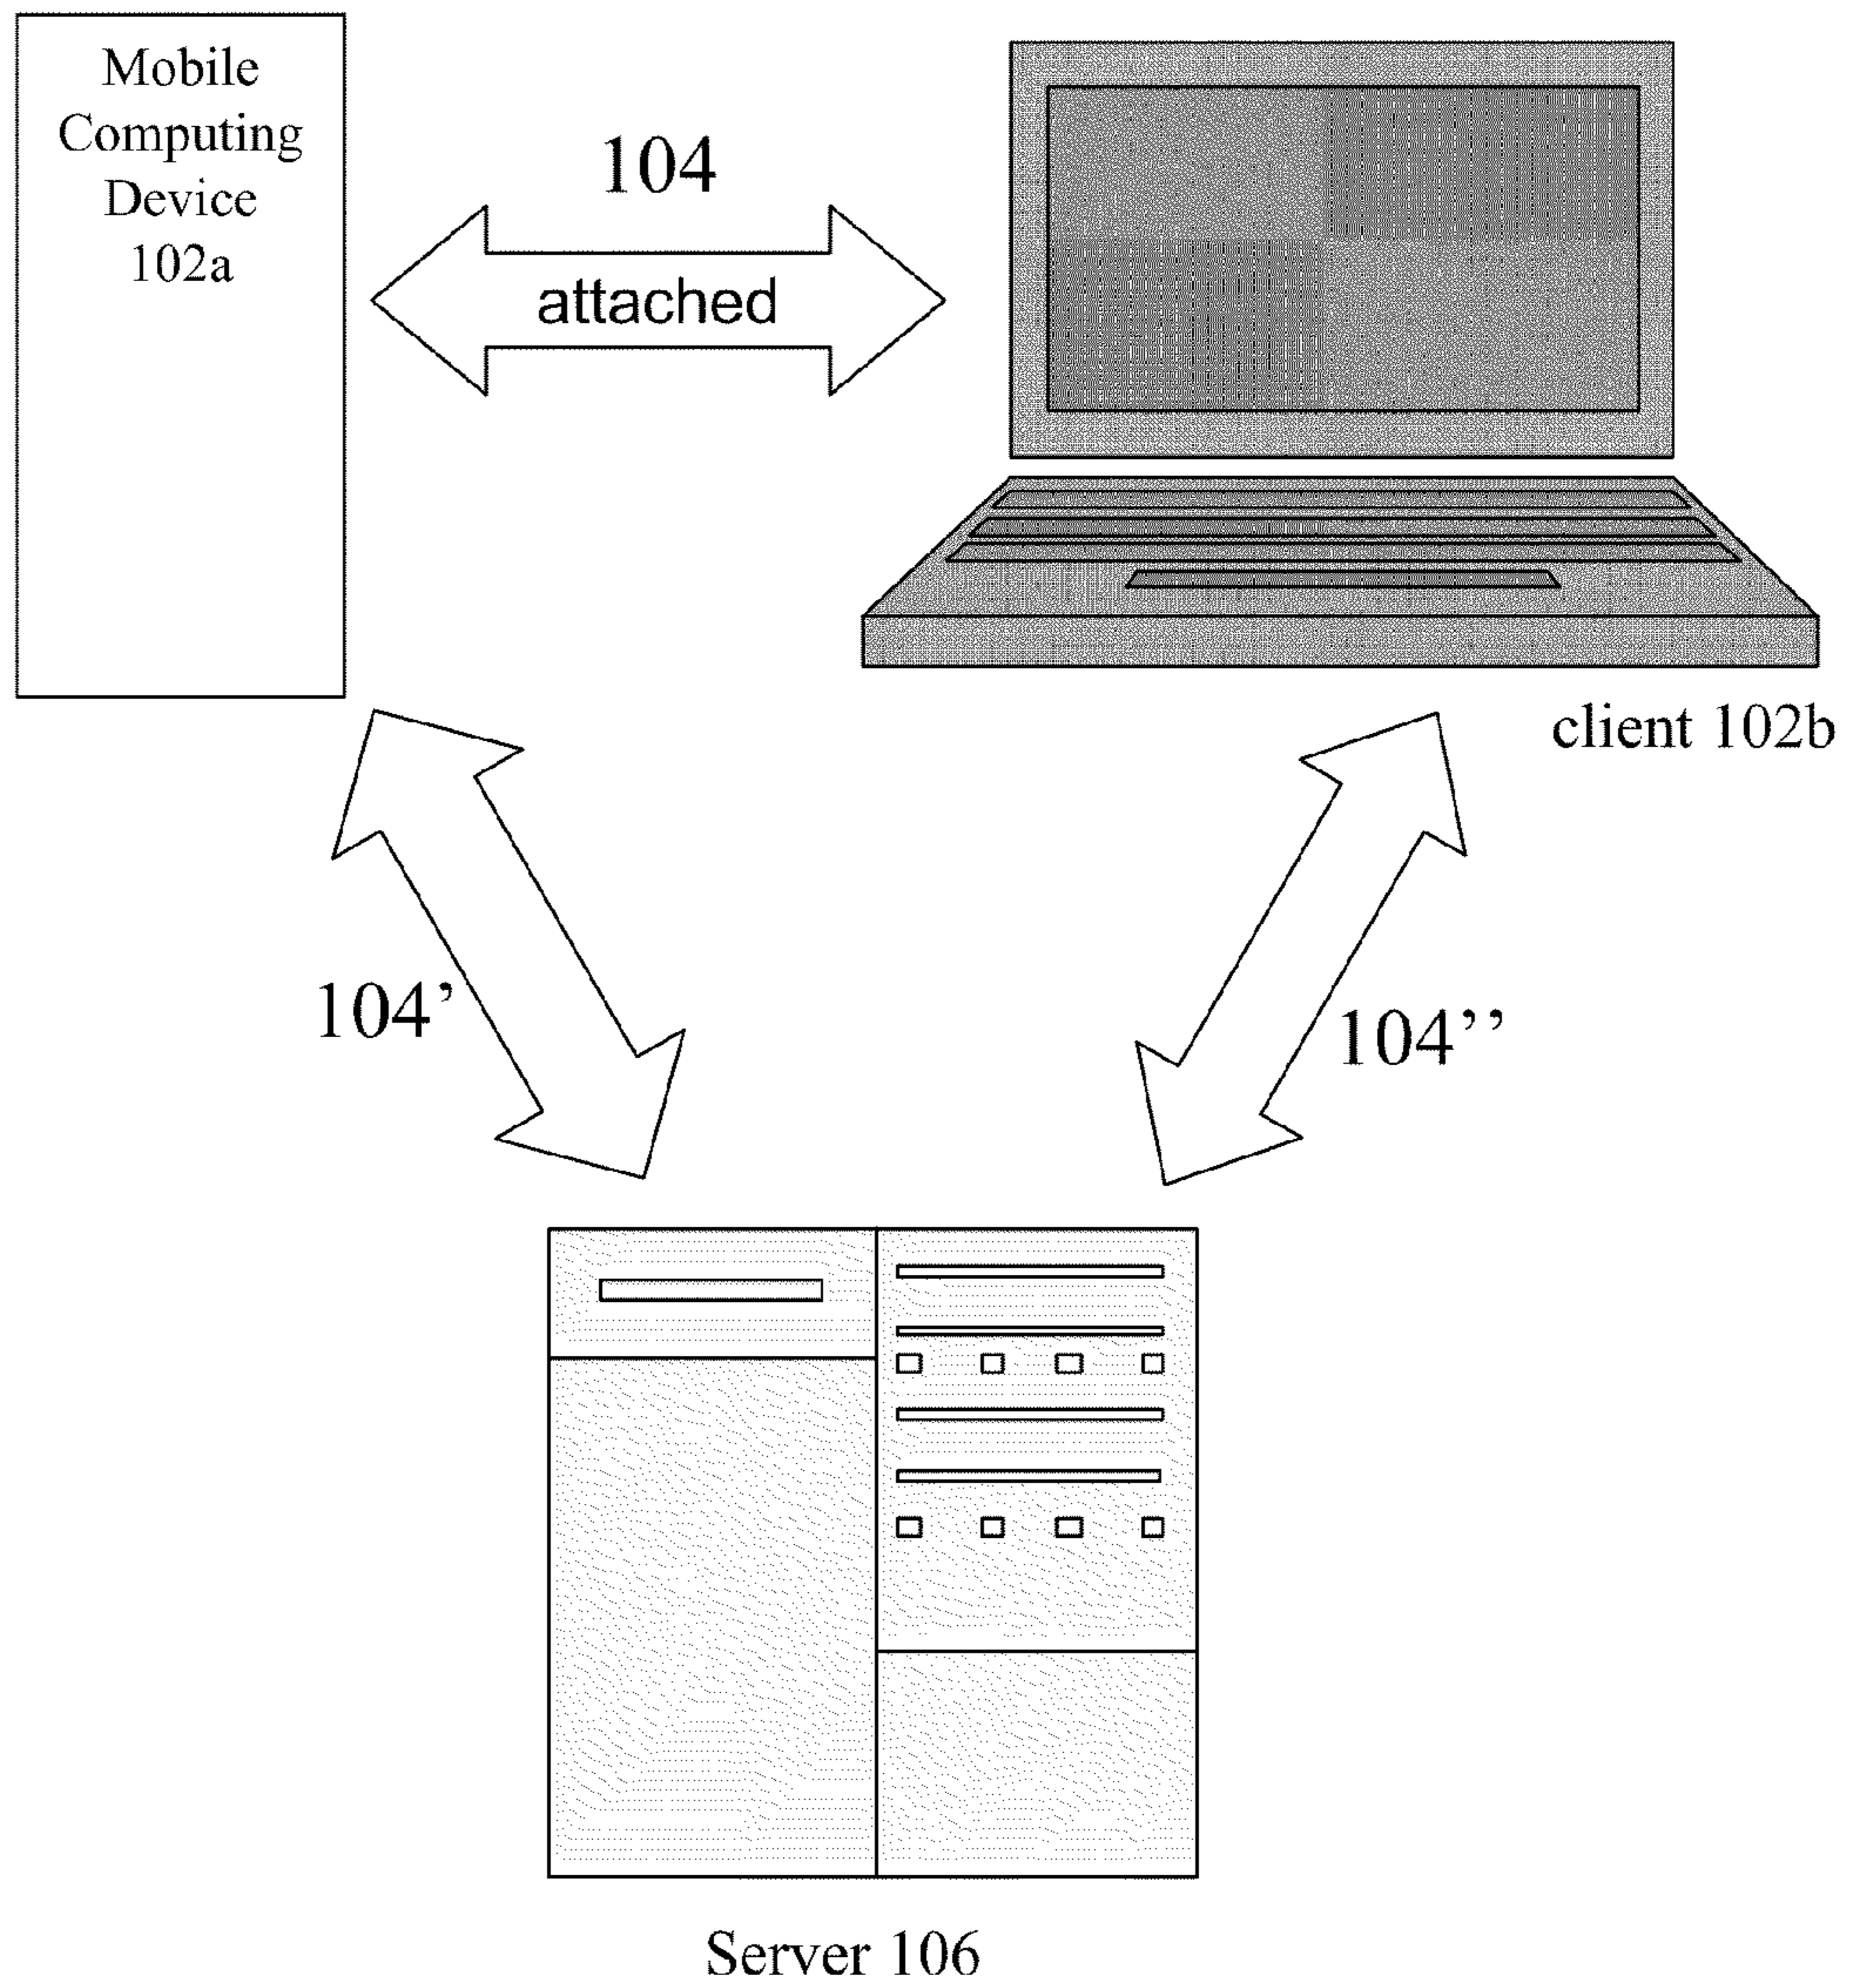 Mobile
Computing
Device
102a
104
attached
client 102b
104’
104’’
Server 106